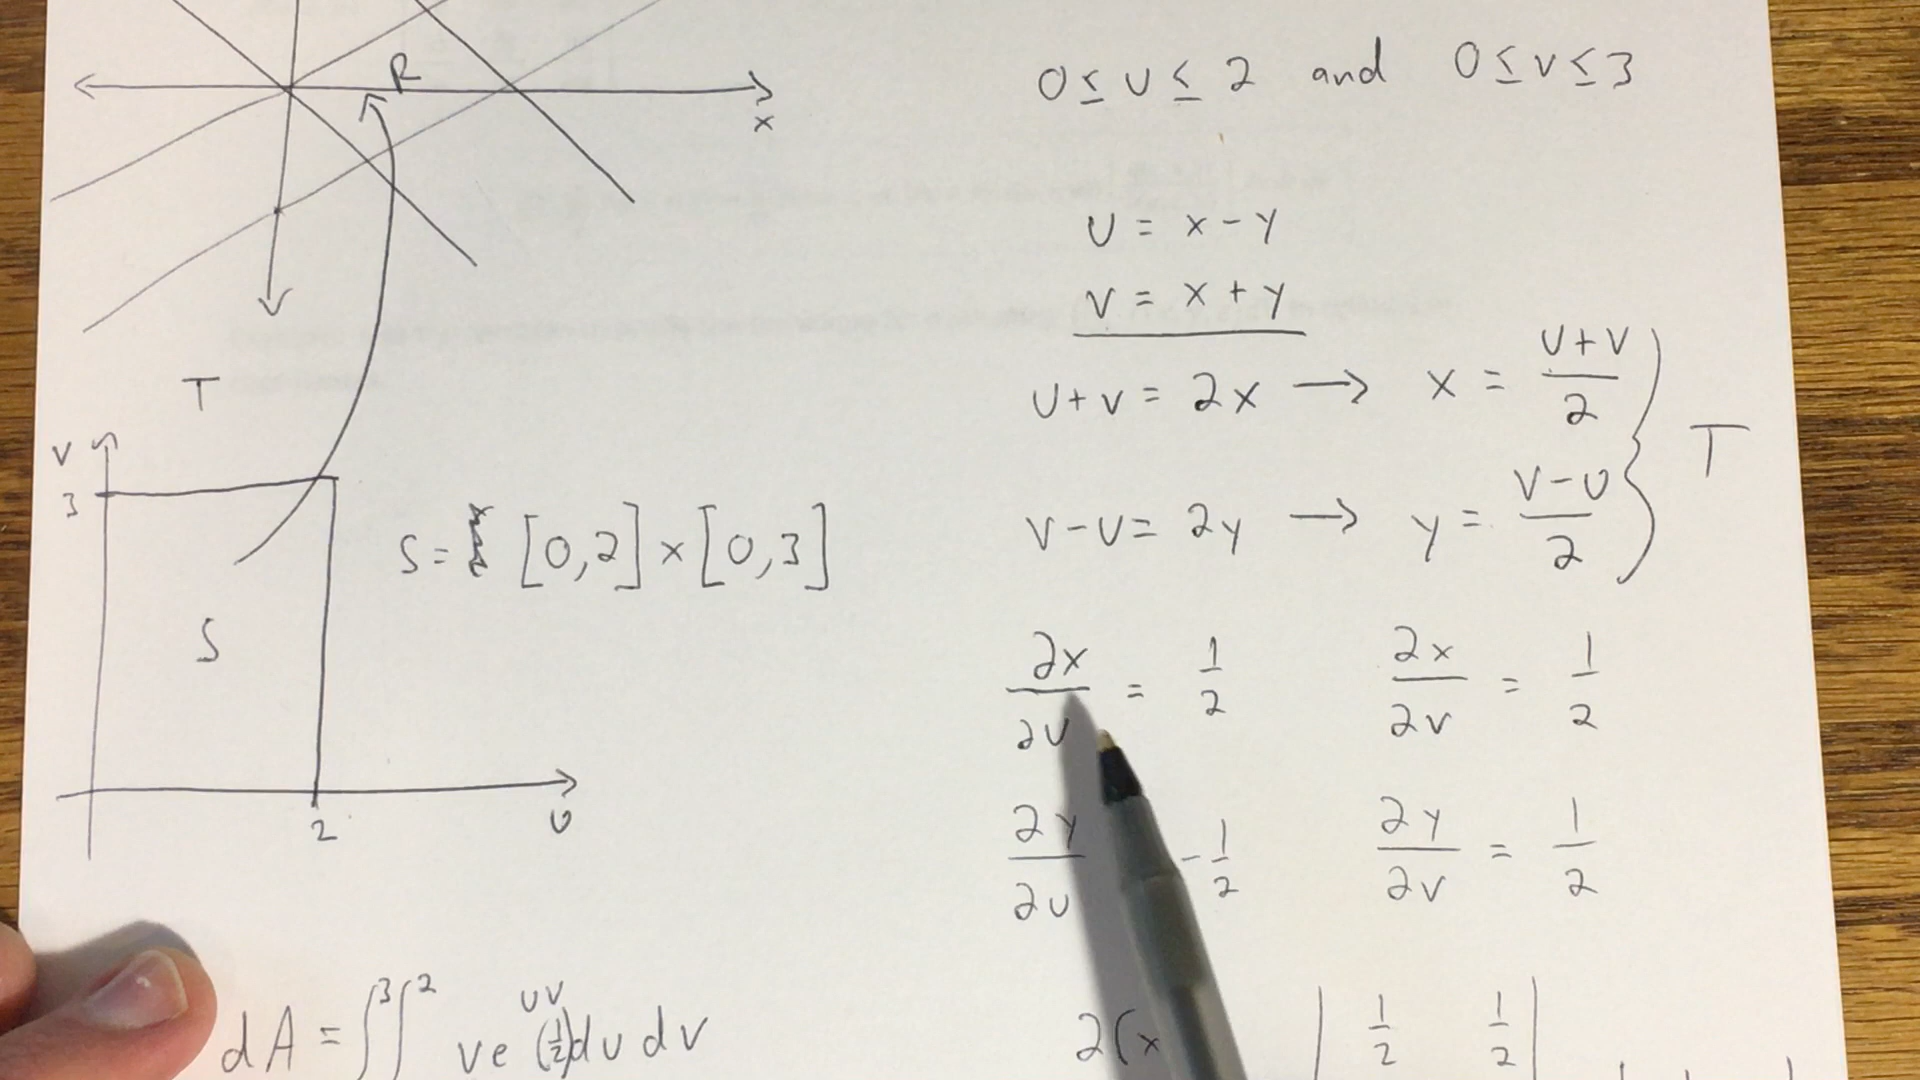 R
x
T
v
3
S
2
u
S = [0,2] × [0,3]
dA = ∫³∫² ve^{uv} (1/2) du dv
0 ≤ u ≤ 2 and 0 ≤ v ≤ 3
u = x - y
v = x + y
u + v = 2x → x = (u+v)/2
v - u = 2y → y = (v-u)/2
T
∂x/∂u = 1/2 ∂x/∂v = 1/2
∂y/∂u -1/2 ∂y/∂v = 1/2
∂(x | 1/2 1/2 |